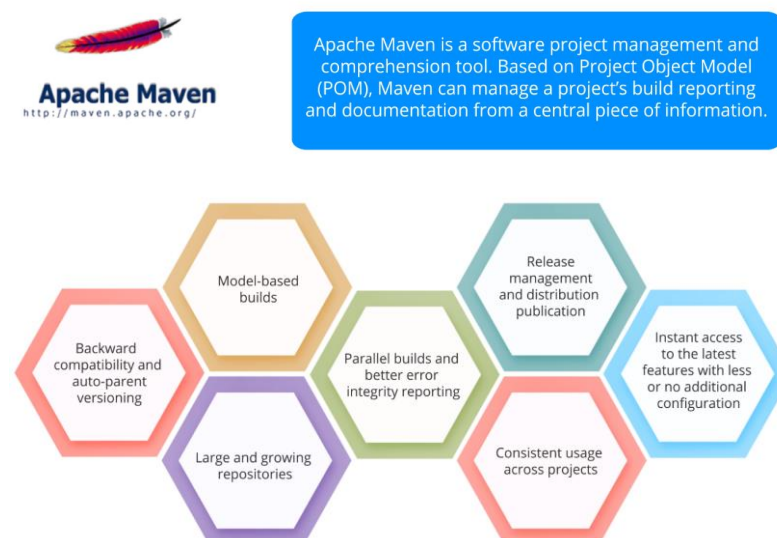 Apache Maven
http://maven.apache.org/
Apache Maven is a software project management and
comprehension tool. Based on Project Object Model
(POM), Maven can manage a project's build reporting
and documentation from a central piece of information.
Backward
compatibility and
auto-parent
versioning
Model-based
builds
Large and growing
repositories
Parallel builds and
better error
integrity reporting
Release
management
and distribution
publication
Consistent usage
across projects
Instant access
to the latest
features with less
or no additional
configuration